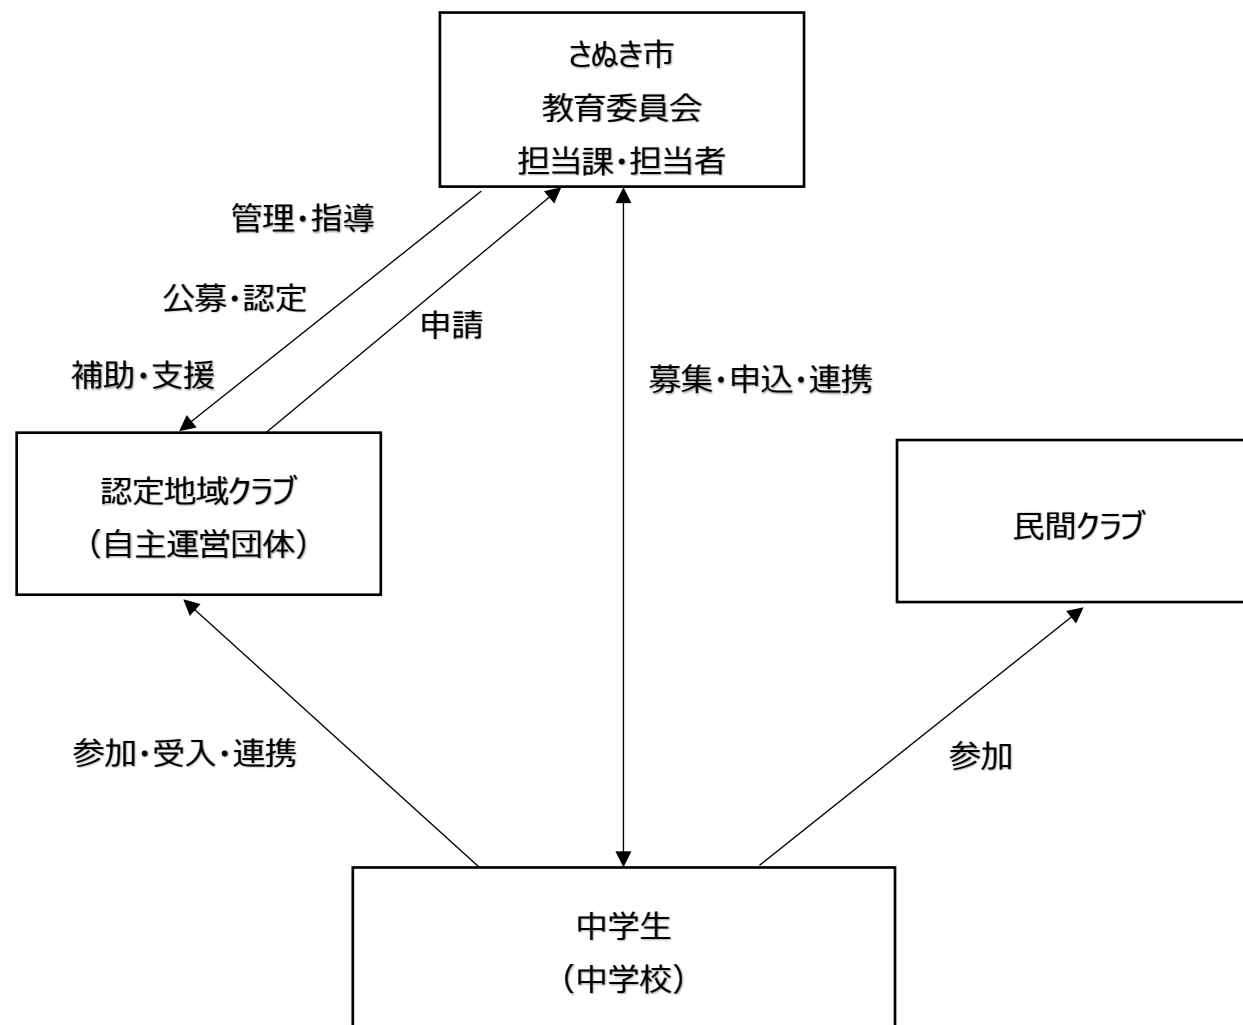 さぬき市
教育委員会
担当課・担当者
管理・指導
公募・認定
申請
補助・支援
募集・申込・連携
認定地域クラブ
（自主運営団体）
民間クラブ
参加・受入・連携
参加
中学生
（中学校）